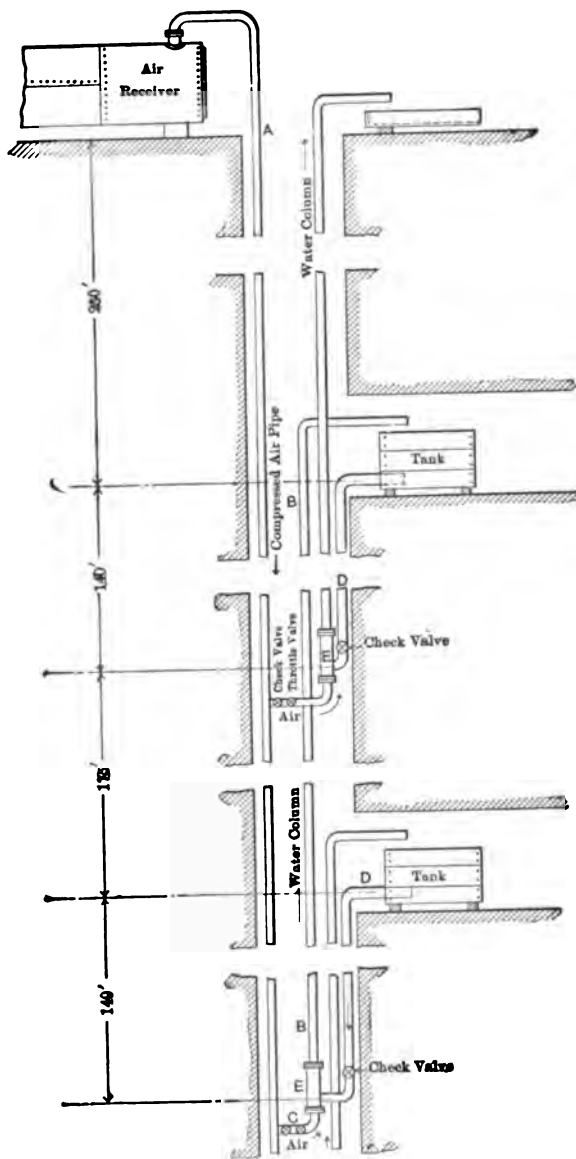 Air
Receiver
A
Water Column
250'
Compressed Air Pipe
Tank
B
140'
D
Check Valve
Throttle Valve
E
Check Valve
Air
Water Column
D
Tank
B
E
Check Valve
C
Air